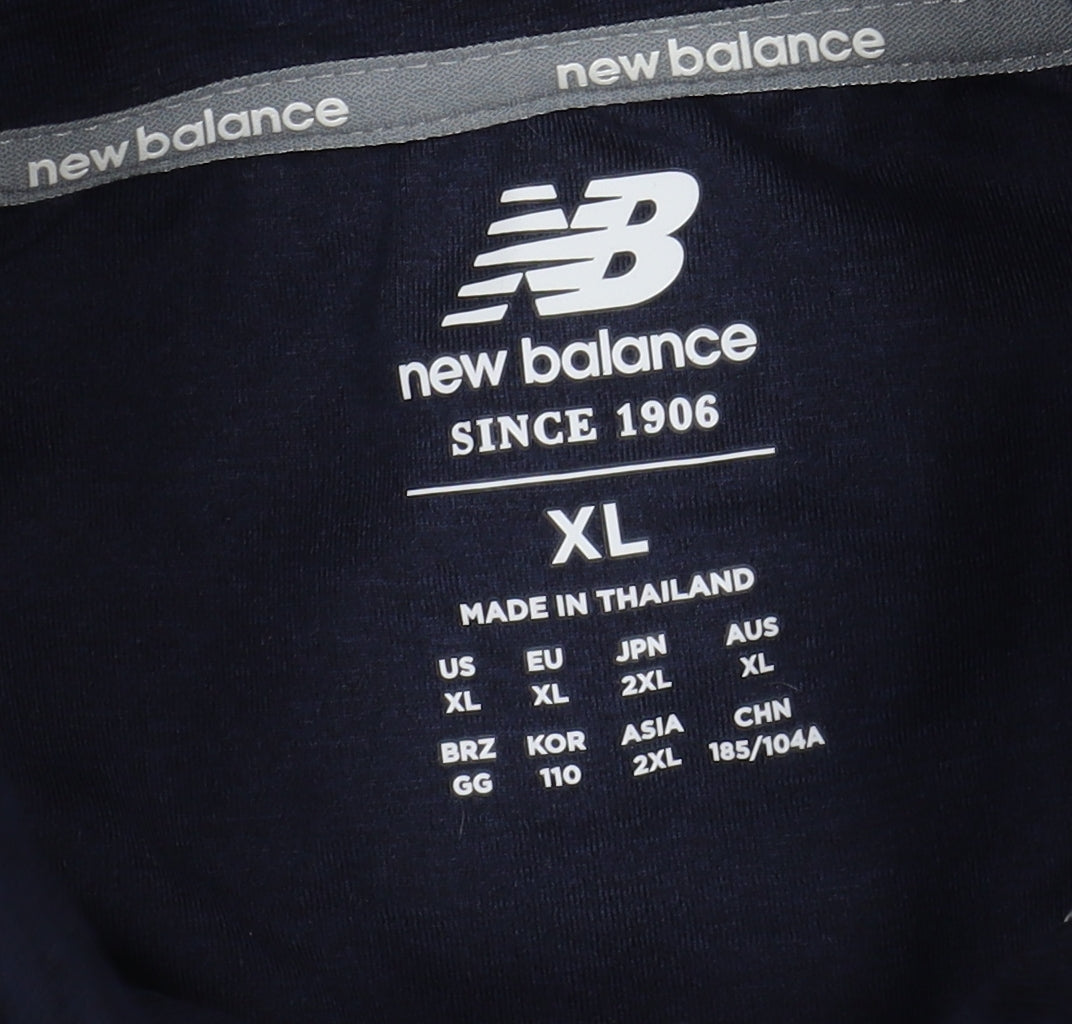 new balance new balance
NB
new balance
SINCE 1906
XL
MADE IN THAILAND
US EU JPN AUS
XL XL 2XL XL
BRZ KOR ASIA CHN
GG 110 2XL 185/104A